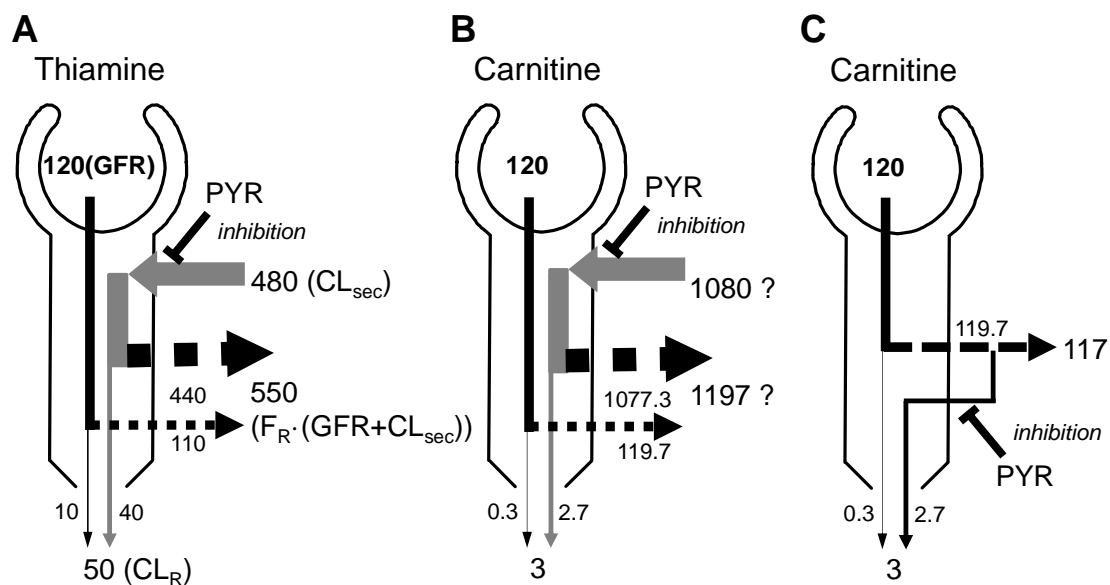 A
Thiamine
120(GFR)
PYR
inhibition
480 (CLsec)
440
550
(FR·(GFR+CLsec))
110
10
40
50 (CLR)
B
Carnitine
120
PYR
inhibition
1080 ?
1077.3
1197 ?
119.7
0.3
2.7
3
C
Carnitine
120
119.7
117
inhibition
PYR
0.3
2.7
3